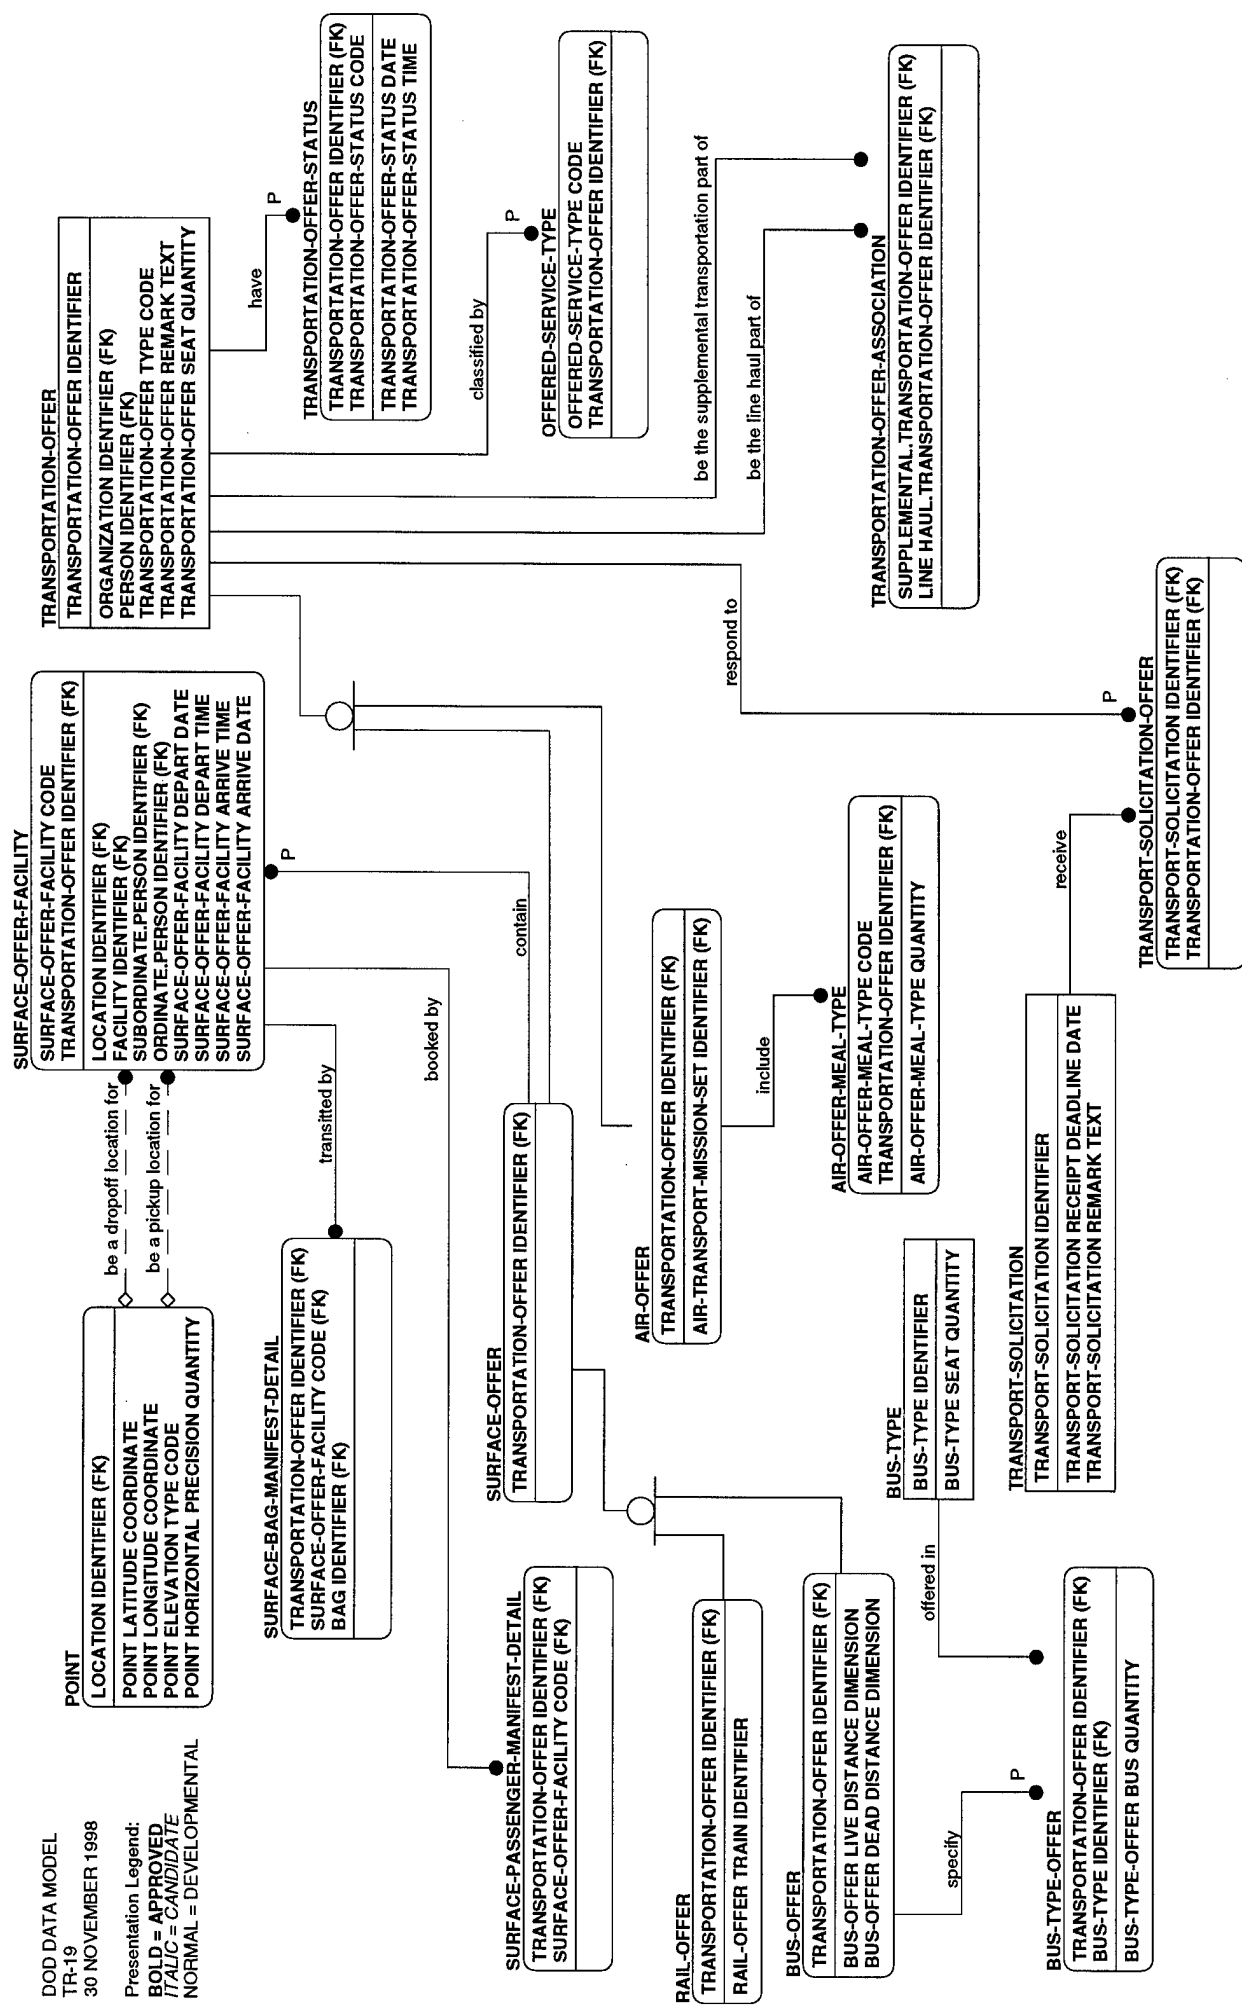 DOD DATA MODEL
TR-19
30 NOVEMBER 1998
Presentation Legend:
BOLD = APPROVED
ITALIC = CANDIDATE
NORMAL = DEVELOPMENTAL
POINT
LOCATION IDENTIFIER (FK)
POINT LATITUDE COORDINATE
POINT LONGITUDE COORDINATE
POINT ELEVATION TYPE CODE
POINT HORIZONTAL PRECISION QUANTITY
be a dropoff location for
be a pickup location for
SURFACE-OFFER-FACILITY
SURFACE-OFFER-FACILITY CODE
TRANSPORTATION-OFFER IDENTIFIER (FK)
LOCATION IDENTIFIER (FK)
FACILITY IDENTIFIER (FK)
SUBORDINATE.PERSON IDENTIFIER (FK)
ORDINATE.PERSON IDENTIFIER (FK)
SURFACE-OFFER-FACILITY DEPART DATE
SURFACE-OFFER-FACILITY DEPART TIME
SURFACE-OFFER-FACILITY ARRIVE TIME
SURFACE-OFFER-FACILITY ARRIVE DATE
TRANSPORTATION-OFFER
TRANSPORTATION-OFFER IDENTIFIER
ORGANIZATION IDENTIFIER (FK)
PERSON IDENTIFIER (FK)
TRANSPORTATION-OFFER TYPE CODE
TRANSPORTATION-OFFER REMARK TEXT
TRANSPORTATION-OFFER SEAT QUANTITY
have
P
TRANSPORTATION-OFFER-STATUS
TRANSPORTATION-OFFER IDENTIFIER (FK)
TRANSPORTATION-OFFER-STATUS CODE
TRANSPORTATION-OFFER-STATUS DATE
TRANSPORTATION-OFFER-STATUS TIME
transitted by
SURFACE-BAG-MANIFEST-DETAIL
TRANSPORTATION-OFFER IDENTIFIER (FK)
SURFACE-OFFER-FACILITY CODE (FK)
BAG IDENTIFIER (FK)
booked by
P
contain
classified by
P
OFFERED-SERVICE-TYPE
OFFERED-SERVICE-TYPE CODE
TRANSPORTATION-OFFER IDENTIFIER (FK)
SURFACE-PASSENGER-MANIFEST-DETAIL
TRANSPORTATION-OFFER IDENTIFIER (FK)
SURFACE-OFFER-FACILITY CODE (FK)
SURFACE-OFFER
TRANSPORTATION-OFFER IDENTIFIER (FK)
AIR-OFFER
TRANSPORTATION-OFFER IDENTIFIER (FK)
AIR-TRANSPORT-MISSION-SET IDENTIFIER (FK)
include
be the supplemental transportation part of
be the line haul part of
respond to
RAIL-OFFER
TRANSPORTATION-OFFER IDENTIFIER (FK)
RAIL-OFFER TRAIN IDENTIFIER
BUS-OFFER
TRANSPORTATION-OFFER IDENTIFIER (FK)
BUS-OFFER LIVE DISTANCE DIMENSION
BUS-OFFER DEAD DISTANCE DIMENSION
AIR-OFFER-MEAL-TYPE
AIR-OFFER-MEAL-TYPE CODE
TRANSPORTATION-OFFER IDENTIFIER (FK)
AIR-OFFER-MEAL-TYPE QUANTITY
TRANSPORTATION-OFFER-ASSOCIATION
SUPPLEMENTAL.TRANSPORTATION-OFFER IDENTIFIER (FK)
LINE HAUL.TRANSPORTATION-OFFER IDENTIFIER (FK)
BUS-TYPE
BUS-TYPE IDENTIFIER
BUS-TYPE SEAT QUANTITY
offered in
specify
P
BUS-TYPE-OFFER
TRANSPORTATION-OFFER IDENTIFIER (FK)
BUS-TYPE IDENTIFIER (FK)
BUS-TYPE-OFFER BUS QUANTITY
TRANSPORT-SOLICITATION
TRANSPORT-SOLICITATION IDENTIFIER
TRANSPORT-SOLICITATION RECEIPT DEADLINE DATE
TRANSPORT-SOLICITATION REMARK TEXT
receive
P
TRANSPORT-SOLICITATION-OFFER
TRANSPORT-SOLICITATION IDENTIFIER (FK)
TRANSPORTATION-OFFER IDENTIFIER (FK)